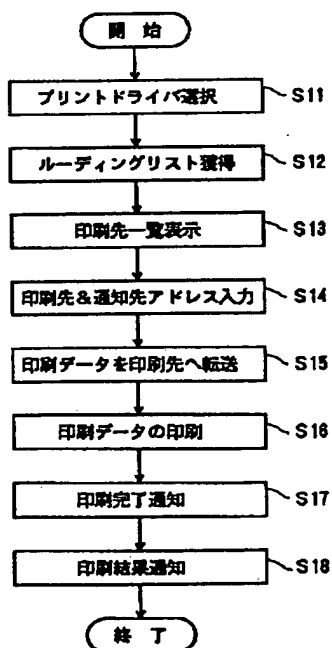 開 始
プリントドライバ選択 S11
ルーディングリスト獲得 S12
印刷先一覧表示 S13
印刷先&通知先アドレス入力 S14
印刷データを印刷先へ転送 S15
印刷データの印刷 S16
印刷完了通知 S17
印刷結果通知 S18
終 了